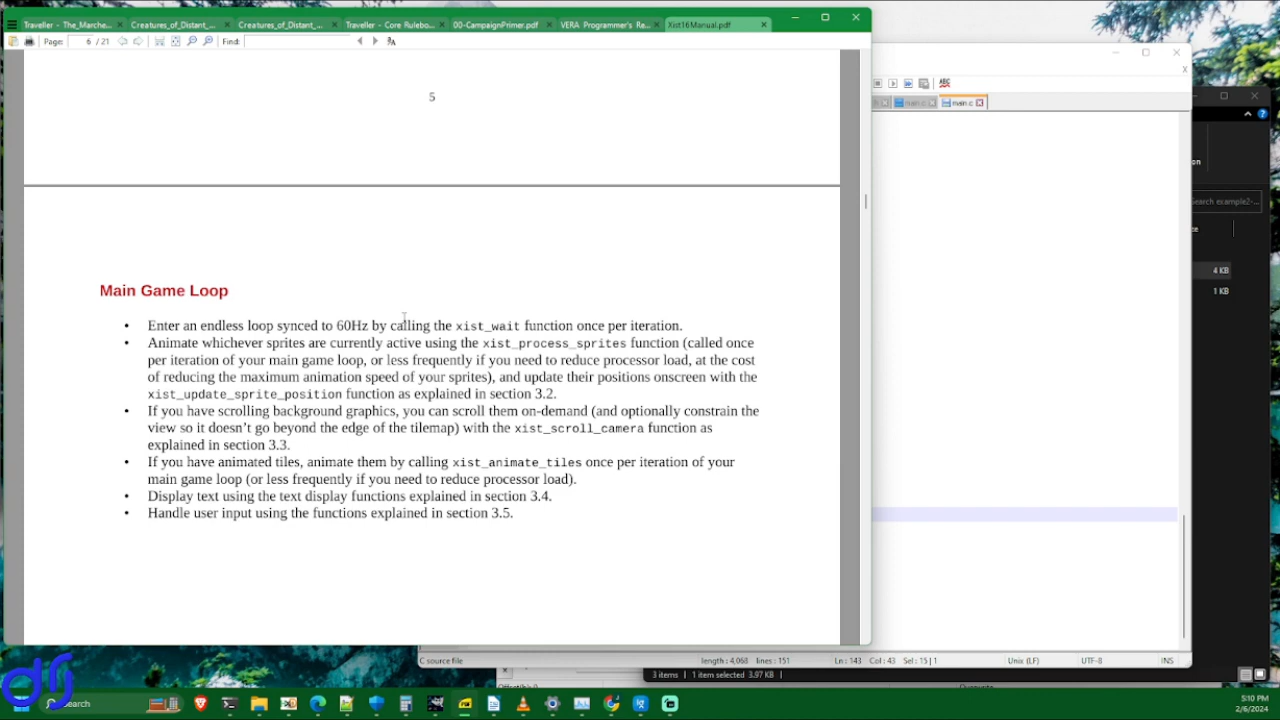 Traveller - The_Marche...
Creatures_of_Distant_...
Creatures_of_Distant_...
Traveller - Core Rulebo...
00-CampaignPrimer.pdf
VERA Programmer's Re...
Xist16Manual.pdf
Page: 6 / 21
Find:
5
Main Game Loop
• Enter an endless loop synced to 60Hz by calling the xist_wait function once per iteration.
• Animate whichever sprites are currently active using the xist_process_sprites function (called once
per iteration of your main game loop, or less frequently if you need to reduce processor load, at the cost
of reducing the maximum animation speed of your sprites), and update their positions onscreen with the
xist_update_sprite_position function as explained in section 3.2.
• If you have scrolling background graphics, you can scroll them on-demand (and optionally constrain the
view so it doesn't go beyond the edge of the tilemap) with the xist_scroll_camera function as
explained in section 3.3.
• If you have animated tiles, animate them by calling xist_animate_tiles once per iteration of your
main game loop (or less frequently if you need to reduce processor load).
• Display text using the text display functions explained in section 3.4.
• Handle user input using the functions explained in section 3.5.
ABC
main.c
main.c
on
Search example2-...
4 KB
1 KB
C source file
length : 4,068 lines : 151
Ln : 143 Col : 43 Sel : 15 | 1
Unix (LF)
UTF-8
INS
3 items
1 item selected 3.97 KB
Search
5:10 PM
2/6/2024